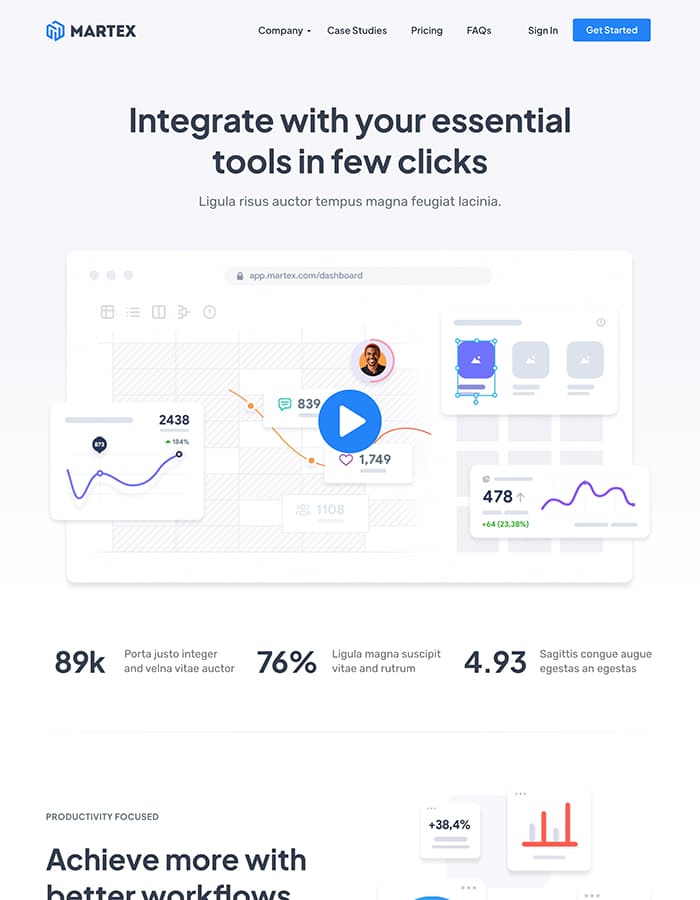 MARTEX
Company
Case Studies
Pricing
FAQs
Sign In
Get Started
Integrate with your essential
tools in few clicks
Ligula risus auctor tempus magna feugiat lacinia.
app.martex.com/dashboard
839
1,749
1108
2438
184%
873
478
+64 (23,38%)
89k
Porta justo integer
and velna vitae auctor
76%
Ligula magna suscipit
vitae and rutrum
4.93
Sagittis congue augue
egestas an egestas
PRODUCTIVITY FOCUSED
+38,4%
Achieve more with
better workflows